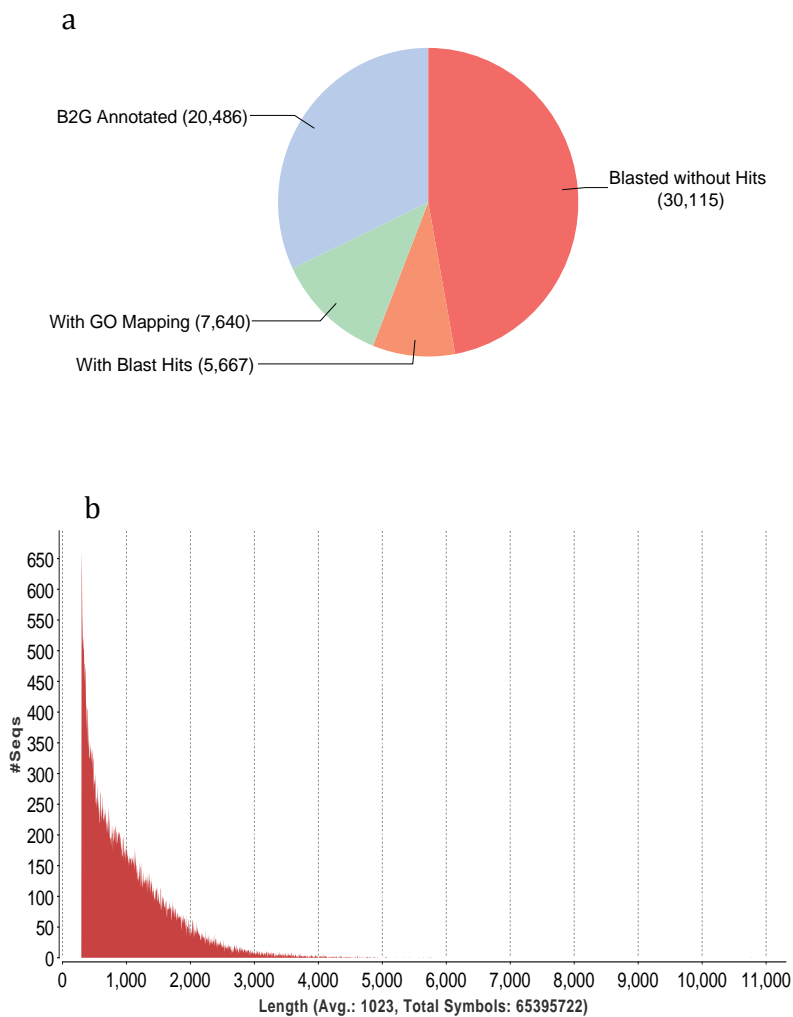 a
B2G Annotated (20,486)
Blasted without Hits
(30,115)
With GO Mapping (7,640)
With Blast Hits (5,667)
b
650
600
550
500
450
400
350
300
250
200
150
100
50
0
#Seqs
0 1,000 2,000 3,000 4,000 5,000 6,000 7,000 8,000 9,000 10,000 11,000
Length (Avg.: 1023, Total Symbols: 65395722)